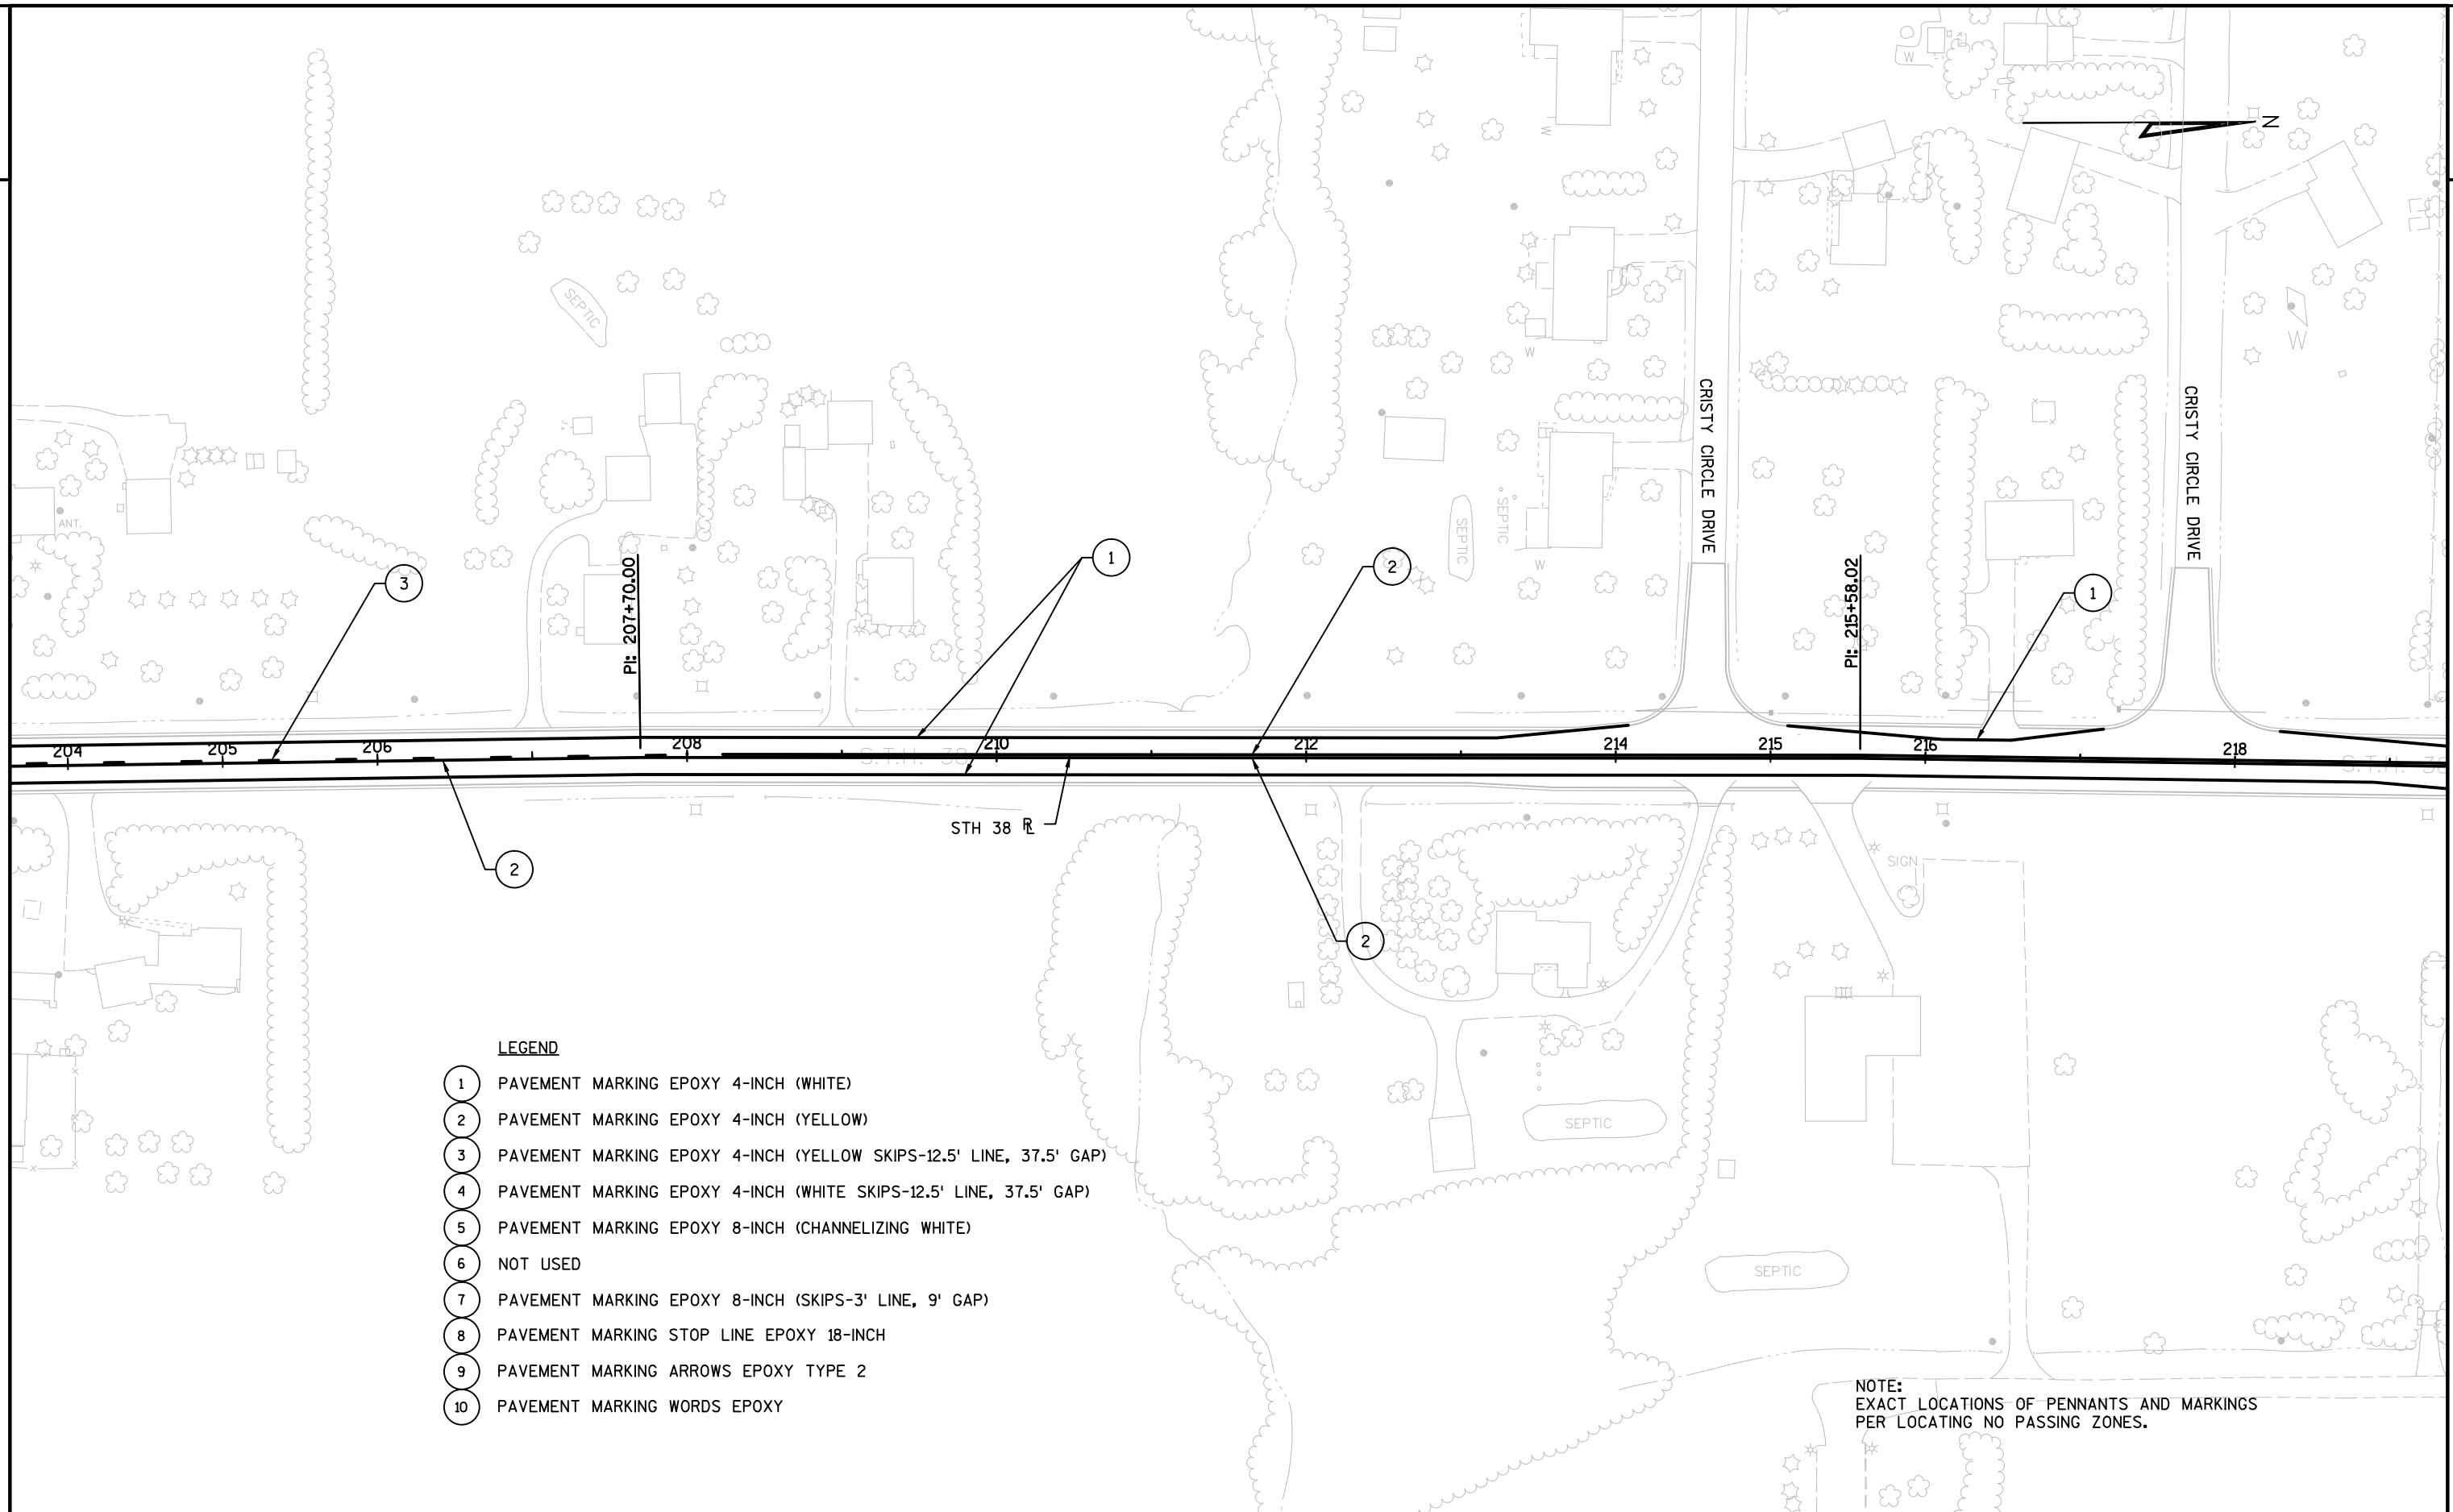 W
T
N
W
SEPTIC
W
W
CRISTY CIRCLE DRIVE
CRISTY CIRCLE DRIVE
ANT.
SEPTIC
SEPTIC
W
3
PI: 207+70.00
1
2
PI: 215+58.02
1
204
205
206
208
S.T.H. 38
210
212
214
215
216
218
S.T.H. 38
STH 38 RL
2
SIGN
2
SEPTIC
SEPTIC
LEGEND
1 PAVEMENT MARKING EPOXY 4-INCH (WHITE)
2 PAVEMENT MARKING EPOXY 4-INCH (YELLOW)
3 PAVEMENT MARKING EPOXY 4-INCH (YELLOW SKIPS-12.5' LINE, 37.5' GAP)
4 PAVEMENT MARKING EPOXY 4-INCH (WHITE SKIPS-12.5' LINE, 37.5' GAP)
5 PAVEMENT MARKING EPOXY 8-INCH (CHANNELIZING WHITE)
6 NOT USED
7 PAVEMENT MARKING EPOXY 8-INCH (SKIPS-3' LINE, 9' GAP)
8 PAVEMENT MARKING STOP LINE EPOXY 18-INCH
9 PAVEMENT MARKING ARROWS EPOXY TYPE 2
10 PAVEMENT MARKING WORDS EPOXY
NOTE:
EXACT LOCATIONS OF PENNANTS AND MARKINGS
PER LOCATING NO PASSING ZONES.